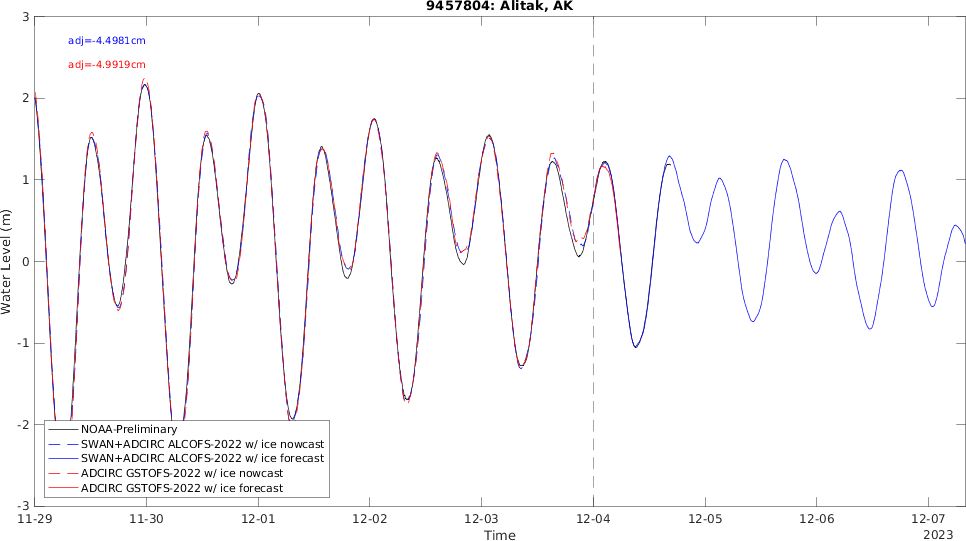 9457804: Alitak, AK
adj=-4.4981cm
adj=-4.9919cm
Water Level (m)
3
2
1
0
-1
-2
-3
NOAA-Preliminary
SWAN+ADCIRC ALCOFS-2022 w/ ice nowcast
SWAN+ADCIRC ALCOFS-2022 w/ ice forecast
ADCIRC GSTOFS-2022 w/ ice nowcast
ADCIRC GSTOFS-2022 w/ ice forecast
11-29 11-30 12-01 12-02 12-03 12-04 12-05 12-06 12-07
Time
2023